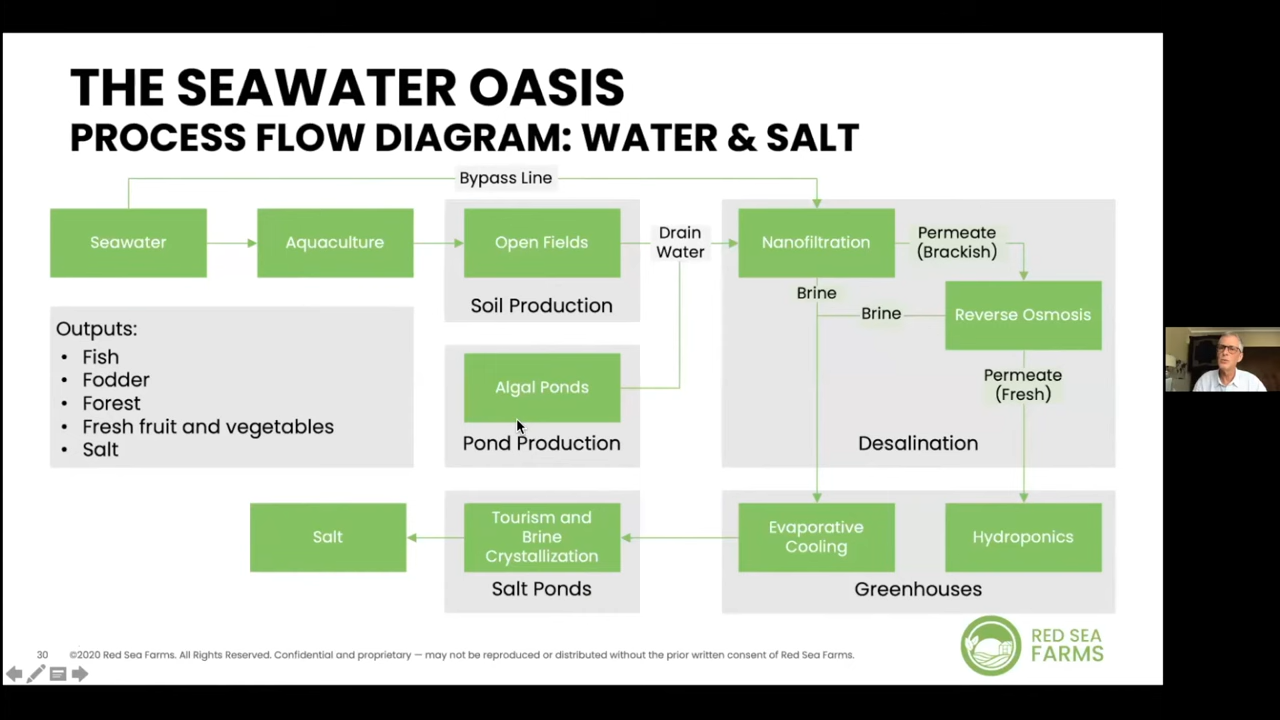 THE SEAWATER OASIS
PROCESS FLOW DIAGRAM: WATER & SALT
Bypass Line
Seawater
Aquaculture
Open Fields
Soil Production
Drain
Water
Nanofiltration
Permeate
(Brackish)
Brine
Brine
Reverse Osmosis
Outputs:
• Fish
• Fodder
• Forest
• Fresh fruit and vegetables
• Salt
Algal Ponds
Pond Production
Permeate
(Fresh)
Desalination
Salt
Tourism and
Brine
Crystallization
Salt Ponds
Evaporative
Cooling
Hydroponics
Greenhouses
30
©2020 Red Sea Farms. All Rights Reserved. Confidential and proprietary — may not be reproduced or distributed without the prior written consent of Red Sea Farms.
RED SEA
FARMS